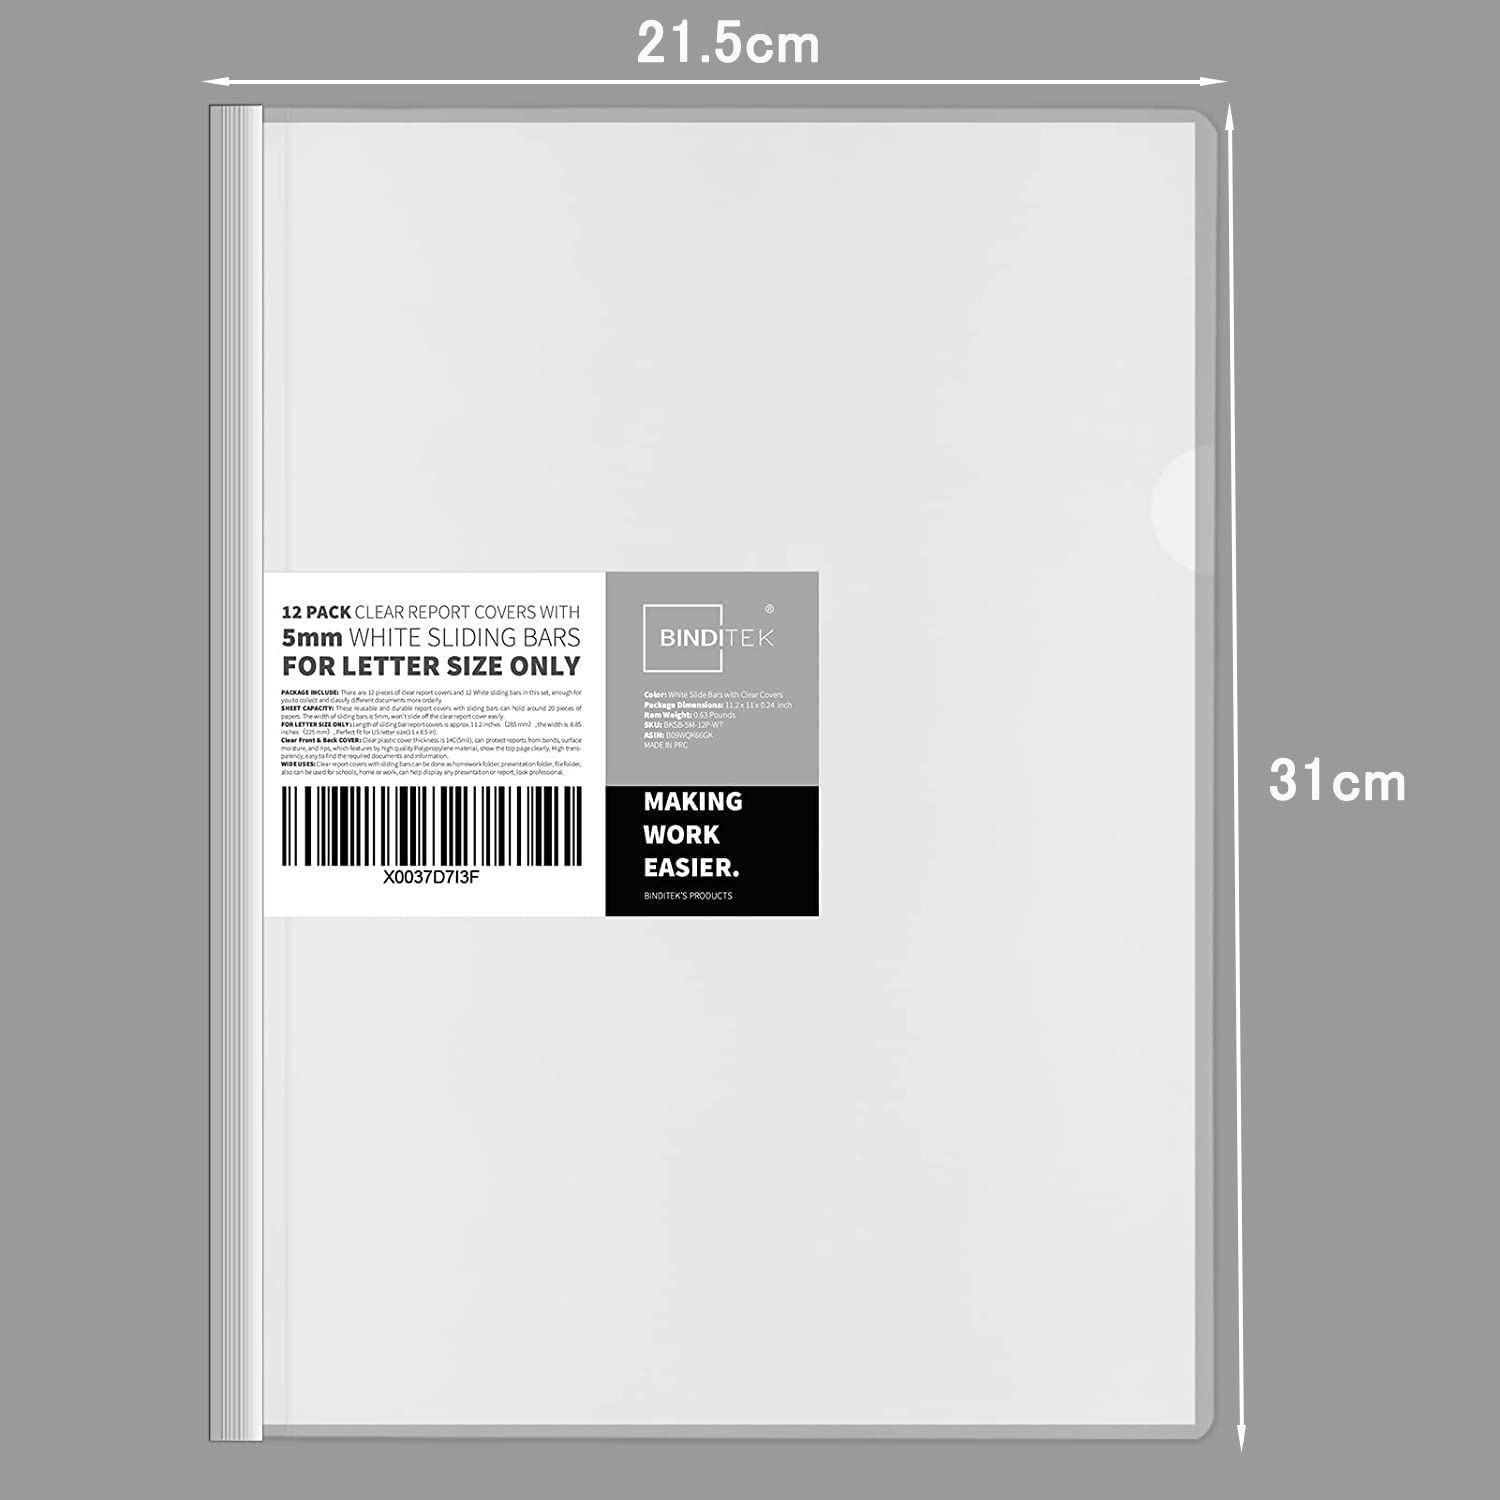 21.5cm
31cm
12 PACK CLEAR REPORT COVERS WITH
5mm WHITE SLIDING BARS
FOR LETTER SIZE ONLY
PACKAGE INCLUDE: There are 12 pieces of clear report covers and 12 White sliding bars in this set, enough for
you to collect and classify different documents more orderly.
SHEET CAPACITY: These reusable and durable report covers with sliding bars can hold around 20 pieces of
papers. The width of sliding bars is 5mm, won't slide off the clear report cover easily.
FOR LETTER SIZE ONLY: Length of sliding bar report covers is approx. 11.2 inches (285 mm) , the width is 8.85
inches (225 mm) , Perfect fit for US letter size(11 x 8.5 in).
Clear Front & Back COVER: Clear plastic cover thickness is 14C(5mil), can protect reports from bends, surface
moisture, and rips, which features by high quality Polypropylene material, show the top page clearly, High trans-
parency, easy to find the required documents and information.
WIDE USES: Clear report covers with sliding bars can be done as homework folder, presentation folder, file folder,
also can be used for schools, home or work, can help display any presentation or report, look professional.
X0037D7I3F
BINDITEK ®
Color: White Slide Bars with Clear Covers
Package Dimensions: 11.2 x 11 x 0.24 inch
Item Weight: 0.63 Pounds
SKU: BKSB-5M-12P-WT
ASIN: B09WQK66GK
MADE IN PRC
MAKING
WORK
EASIER.
BINDITEK'S PRODUCTS